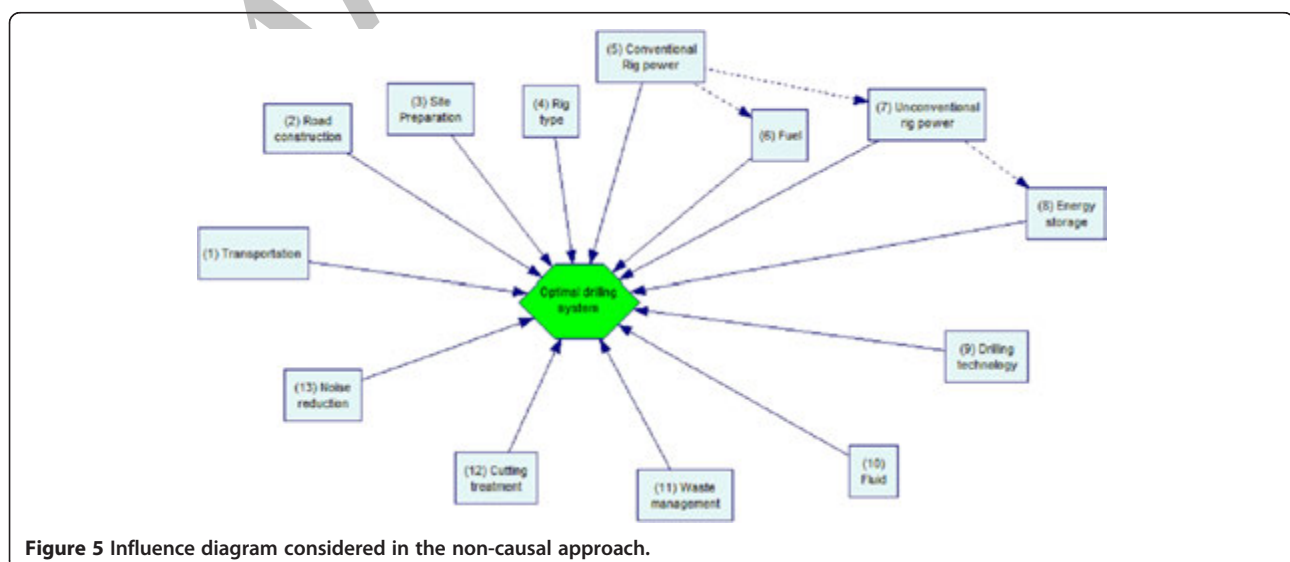 (5) Conventional
Rig power
(3) Site
Preparation
(4) Rig
type
(7) Unconventional
rig power
(2) Road
construction
(6) Fuel
(8) Energy
storage
(1) Transportation
Optimal drilling
system
(9) Drilling
technology
(13) Noise
reduction
(12) Cutting
treatment
(10)
Fluid
(11) Waste
management
Figure 5 Influence diagram considered in the non-causal approach.